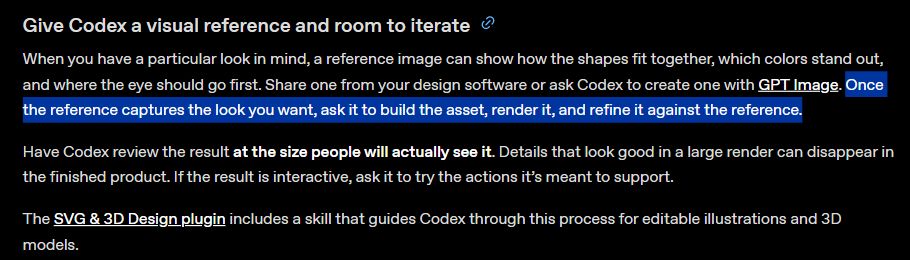 Give Codex a visual reference and room to iterate
When you have a particular look in mind, a reference image can show how the shapes fit together, which colors stand out,
and where the eye should go first. Share one from your design software or ask Codex to create one with GPT Image. Once
the reference captures the look you want, ask it to build the asset, render it, and refine it against the reference.
Have Codex review the result at the size people will actually see it. Details that look good in a large render can disappear in
the finished product. If the result is interactive, ask it to try the actions it’s meant to support.
The SVG & 3D Design plugin includes a skill that guides Codex through this process for editable illustrations and 3D
models.